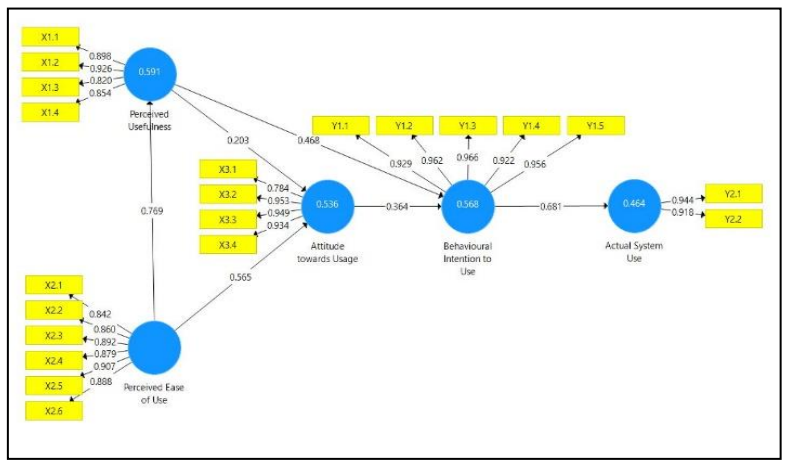 X1.1
X1.2
X1.3
X1.4
0.898
0.926
0.820
0.854
0.591
Perceived
Usefulness
0.203
0.468
0.769
Y1.1
Y1.2
Y1.3
Y1.4
Y1.5
0.929
0.962
0.966
0.922
0.956
X3.1
X3.2
X3.3
X3.4
0.784
0.953
0.949
0.934
0.536
Attitude
towards Usage
0.364
0.568
Behavioural
Intention to
Use
0.681
0.464
Actual System
Use
0.944
0.918
Y2.1
Y2.2
0.565
X2.1
X2.2
X2.3
X2.4
X2.5
X2.6
0.842
0.860
0.892
0.879
0.907
0.888
Perceived Ease
of Use